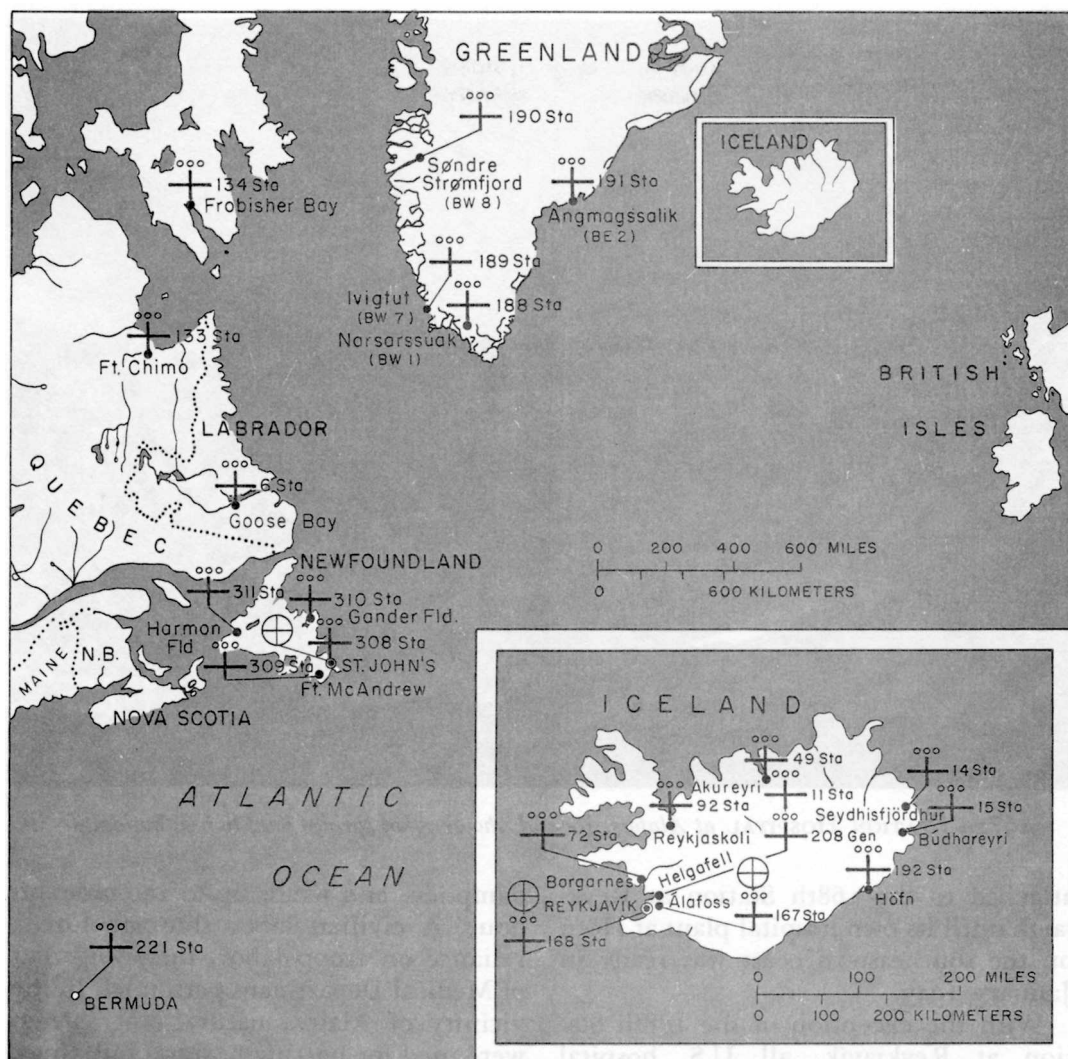 GREENLAND
190 Sta
Søndre
Strømfjord
(BW 8)
134 Sta
Frobisher Bay
191 Sta
Angmagssalik
(BE 2)
ICELAND
189 Sta
Ivigtut
(BW 7)
188 Sta
Narsarssuak
(BW 1)
133 Sta
Ft. Chimo
BRITISH
ISLES
LABRADOR
QUEBEC
6 Sta
Goose Bay
0 200 400 600 MILES
0 600 KILOMETERS
NEWFOUNDLAND
311 Sta
310 Sta
Gander Fld.
Harmon
Fld
308 Sta
309 Sta
ST. JOHN'S
Ft. McAndrew
MAINE
N.B.
NOVA SCOTIA
ATLANTIC
OCEAN
221 Sta
BERMUDA
ICELAND
49 Sta
Akureyri
14 Sta
92 Sta
11 Sta
Seydhisfjördhur
15 Sta
Reykjaskoli
72 Sta
208 Gen
Búdhareyri
Helgafell
192 Sta
Borgarnes
Höfn
REYKJAVÍK
Álafoss
167 Sta
168 Sta
0 100 200 MILES
0 100 200 KILOMETERS